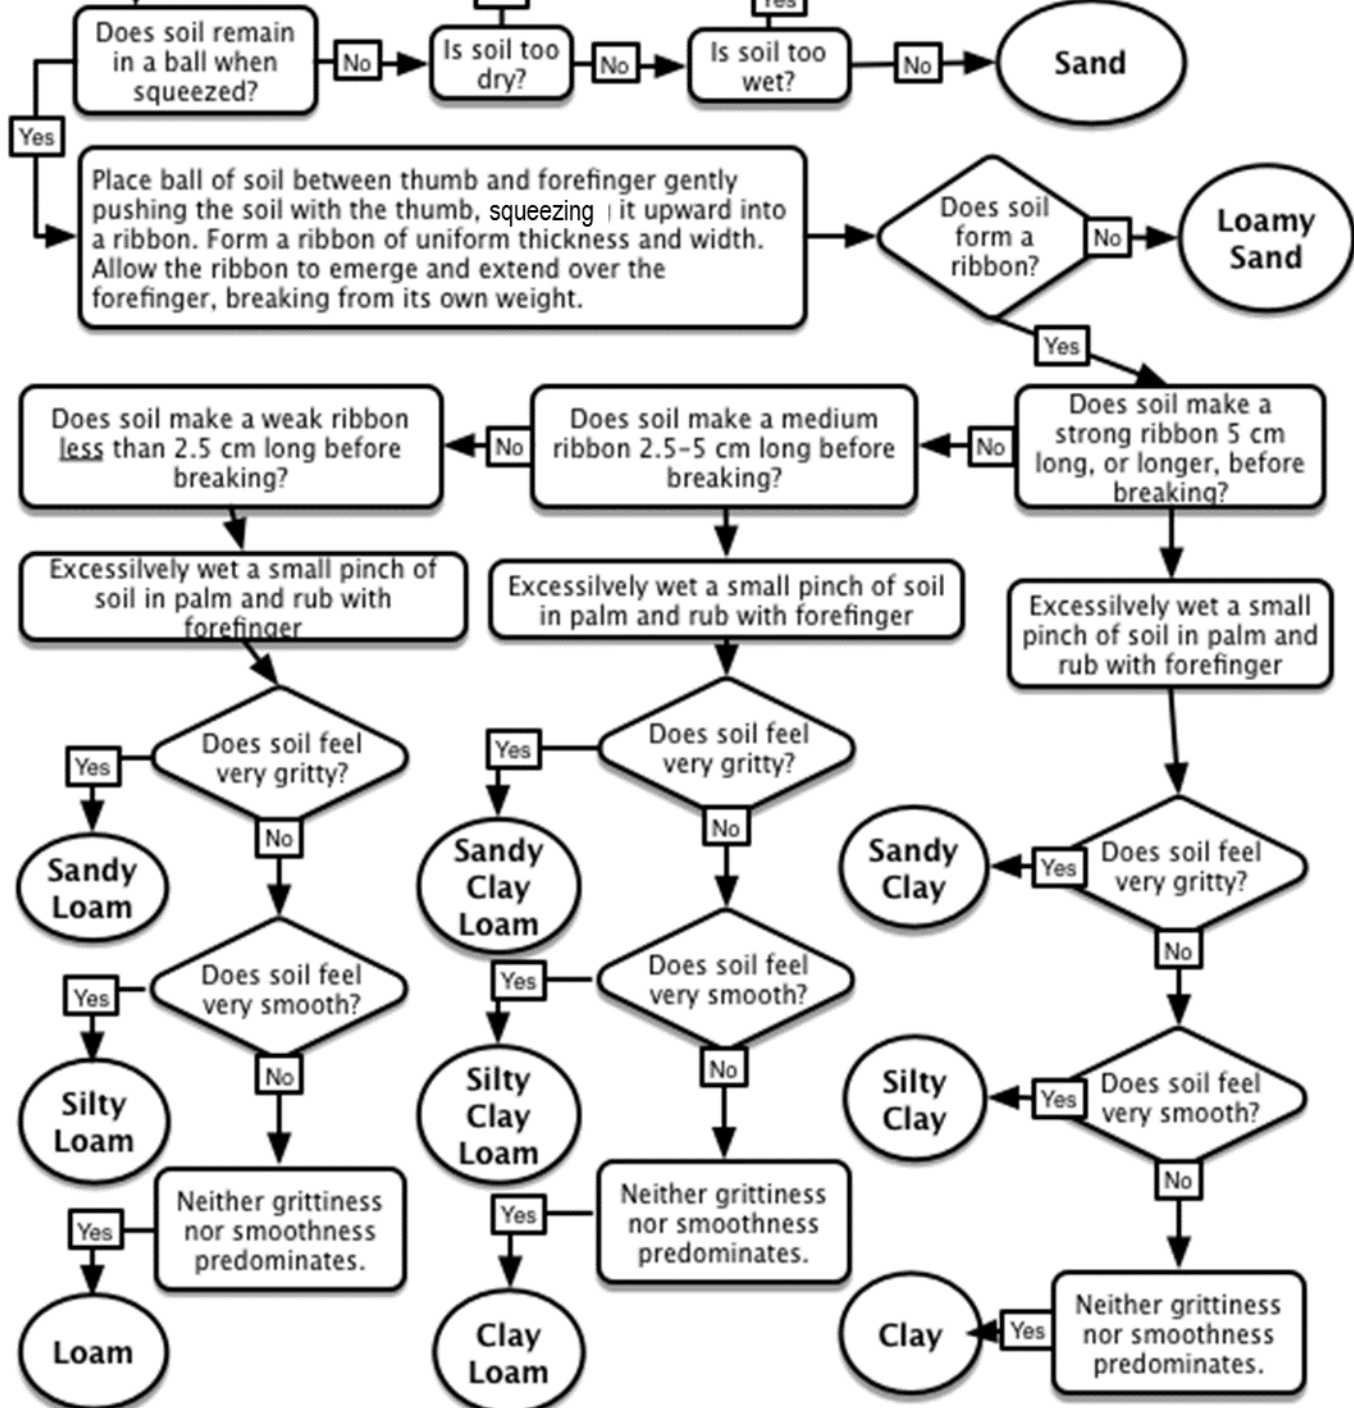 Yes
Does soil remain
in a ball when
squeezed?
No
Is soil too
dry?
No
Is soil too
wet?
No
Sand
Yes
Place ball of soil between thumb and forefinger gently
pushing the soil with the thumb, squeezing it upward into
a ribbon. Form a ribbon of uniform thickness and width.
Allow the ribbon to emerge and extend over the
forefinger, breaking from its own weight.
Does soil
form a
ribbon?
No
Loamy
Sand
Yes
Does soil make a weak ribbon
less than 2.5 cm long before
breaking?
No
Does soil make a medium
ribbon 2.5-5 cm long before
breaking?
No
Does soil make a
strong ribbon 5 cm
long, or longer, before
breaking?
Excessilvely wet a small pinch of
soil in palm and rub with
forefinger
Excessilvely wet a small pinch of soil
in palm and rub with forefinger
Excessilvely wet a small
pinch of soil in palm and
rub with forefinger
Does soil feel
very gritty?
Yes
No
Sandy
Loam
Does soil feel
very smooth?
Yes
No
Silty
Loam
Neither grittiness
nor smoothness
predominates.
Yes
Loam
Does soil feel
very gritty?
Yes
No
Sandy
Clay
Loam
Does soil feel
very smooth?
Yes
No
Silty
Clay
Loam
Neither grittiness
nor smoothness
predominates.
Yes
Clay
Loam
Does soil feel
very gritty?
Yes
No
Sandy
Clay
Does soil feel
very smooth?
Yes
No
Silty
Clay
Neither grittiness
nor smoothness
predominates.
Yes
Clay